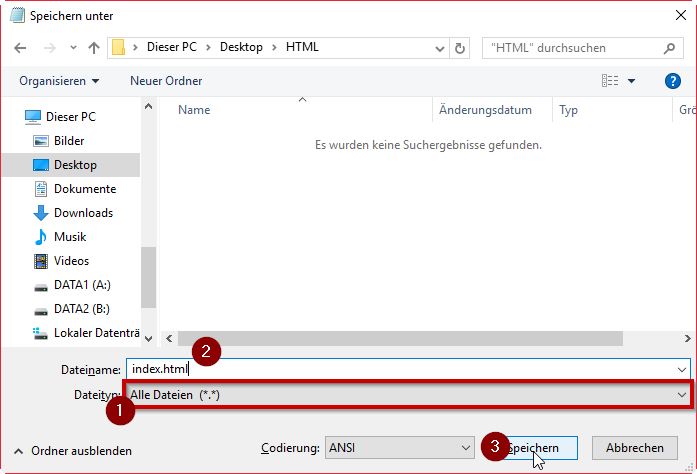 Speichern unter
Dieser PC Desktop HTML "HTML" durchsuchen
Organisieren Neuer Ordner ?
Name Änderungsdatum Typ Grö
Dieser PC
Bilder
Desktop
Dokumente
Downloads
Musik
Videos
DATA1 (A:)
DATA2 (B:)
Lokaler Datenträ
Es wurden keine Suchergebnisse gefunden.
2
Dateiname: index.html
Dateityp: Alle Dateien (*.*)
1
Ordner ausblenden Codierung: ANSI 3 Speichern Abbrechen